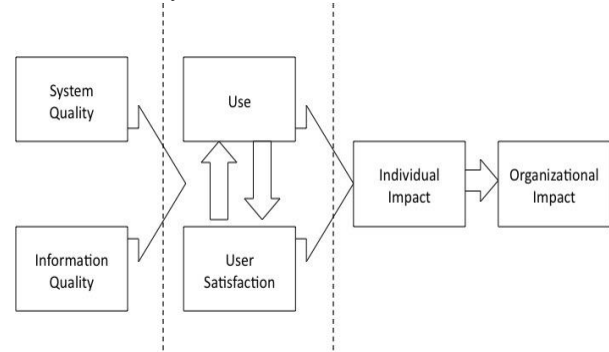 System
Quality
Use
Individual
Impact
Organizational
Impact
Information
Quality
User
Satisfaction